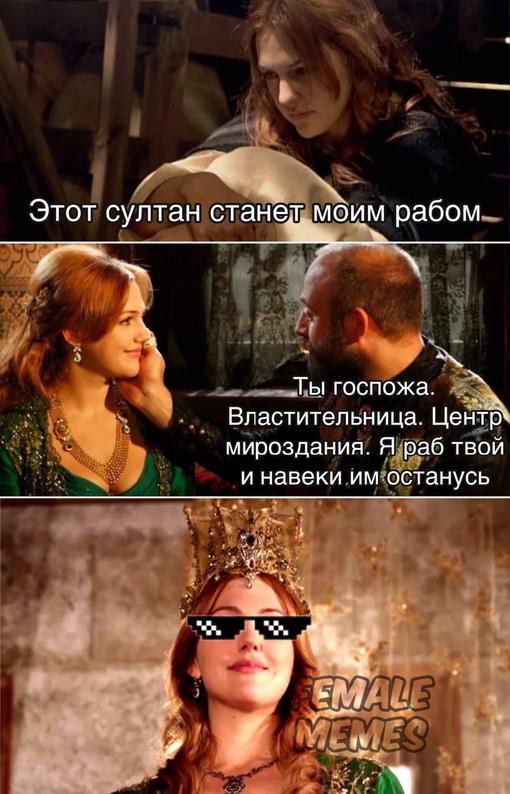 Этот султан станет моим рабом
Ты госпожа.
Властительница. Центр
мироздания. Я раб твой
и навеки им останусь
FEMALE
MEMES